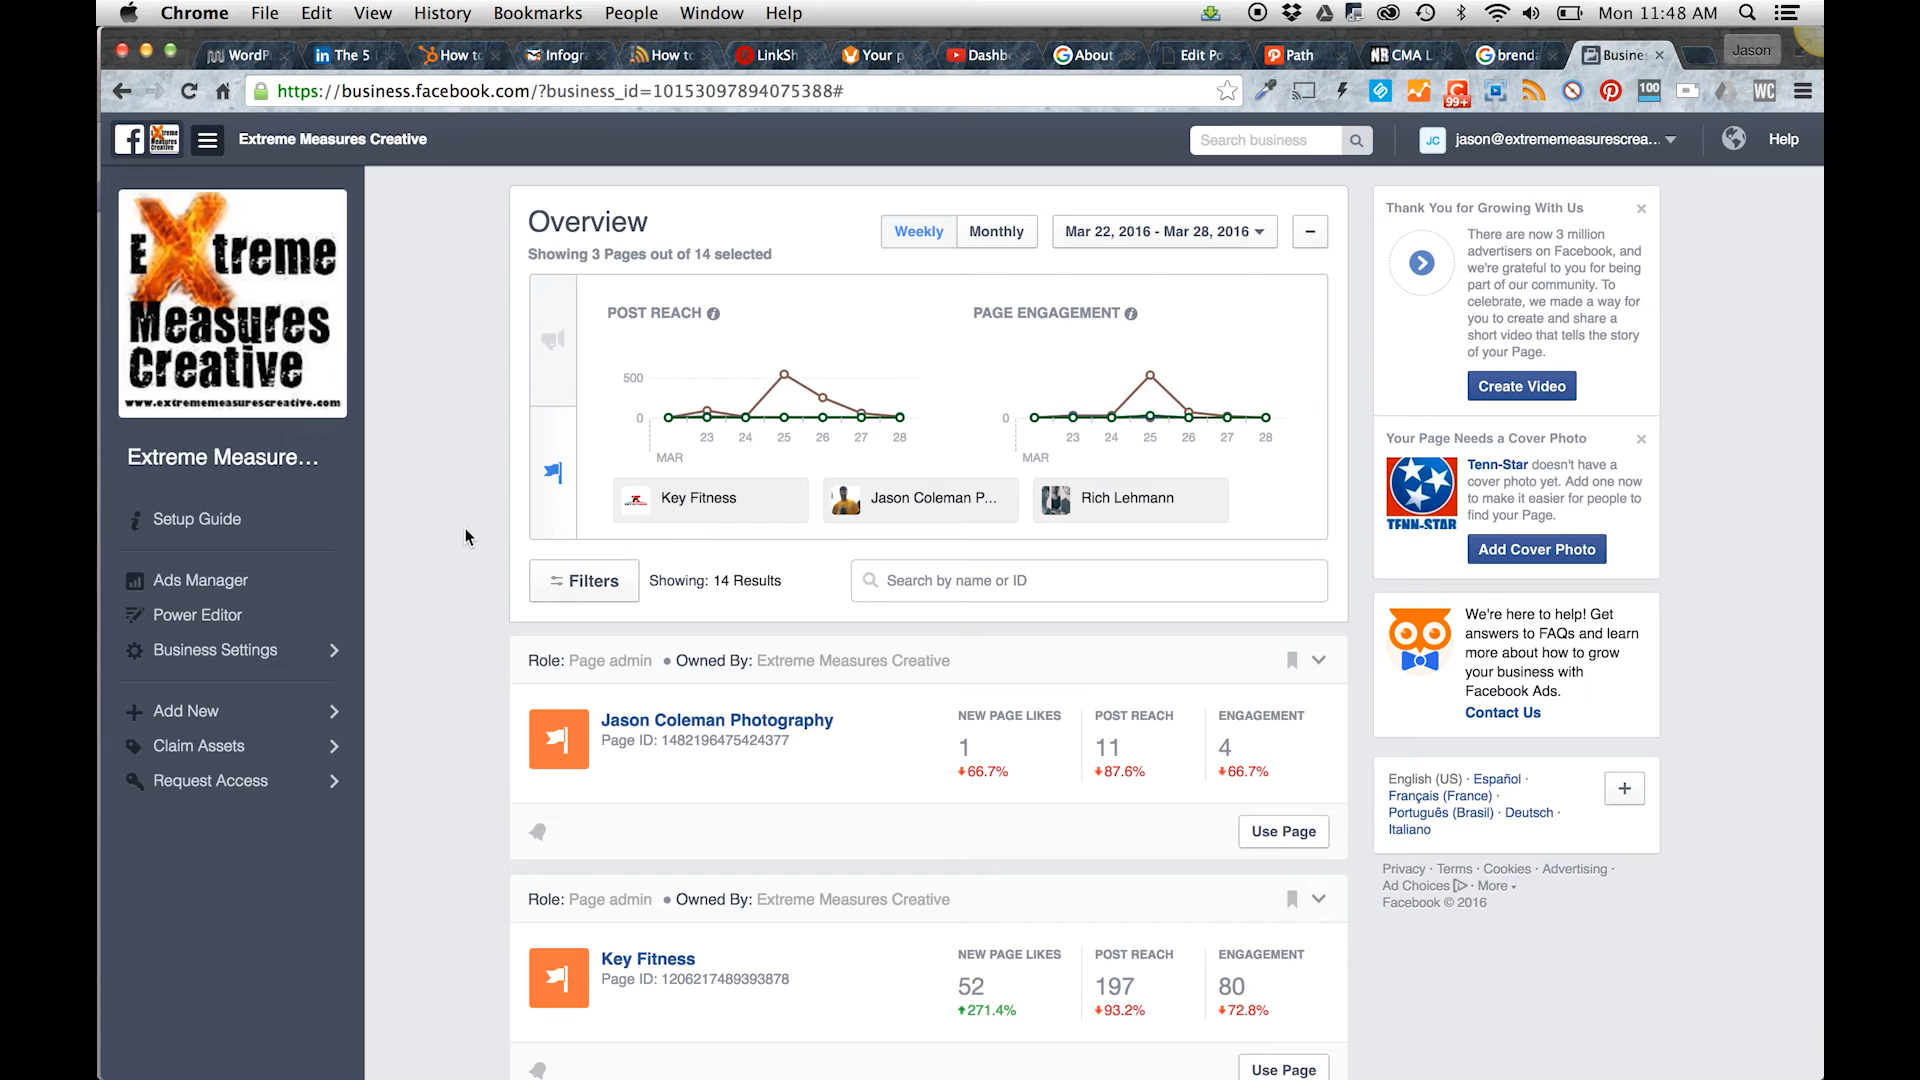 Chrome File Edit View History Bookmarks People Window Help Mon 11:48 AM
WordP The 5 How to Infogra How to LinkSh Your p Dashb About Edit Po Path CMA L brenda Busine Jason
https://business.facebook.com/?business_id=10153097894075388# 99+ 100 WC
Extreme Measures Creative Search business JC jason@extrememeasurescrea... Help
Extreme
Measures
Creative
www.extrememeasurescreative.com
Extreme Measure...
Setup Guide
Ads Manager
Power Editor
Business Settings
Add New
Claim Assets
Request Access
Overview
Showing 3 Pages out of 14 selected
Weekly Monthly Mar 22, 2016 - Mar 28, 2016
POST REACH
500
0
23 24 25 26 27 28
MAR
PAGE ENGAGEMENT
0
23 24 25 26 27 28
MAR
Key Fitness Jason Coleman P... Rich Lehmann
Filters Showing: 14 Results Search by name or ID
Role: Page admin • Owned By: Extreme Measures Creative
Jason Coleman Photography
Page ID: 1482196475424377
NEW PAGE LIKES POST REACH ENGAGEMENT
1 11 4
66.7% 87.6% 66.7%
Use Page
Role: Page admin • Owned By: Extreme Measures Creative
Key Fitness
Page ID: 1206217489393878
NEW PAGE LIKES POST REACH ENGAGEMENT
52 197 80
271.4% 93.2% 72.8%
Use Page
Thank You for Growing With Us
There are now 3 million
advertisers on Facebook, and
we're grateful to you for being
part of our community. To
celebrate, we made a way for
you to create and share a
short video that tells the story
of your Page.
Create Video
Your Page Needs a Cover Photo
TENN-STAR
Tenn-Star doesn't have a
cover photo yet. Add one now
to make it easier for people to
find your Page.
Add Cover Photo
We're here to help! Get
answers to FAQs and learn
more about how to grow
your business with
Facebook Ads.
Contact Us
English (US) · Español ·
Français (France) ·
Português (Brasil) · Deutsch ·
Italiano
Privacy · Terms · Cookies · Advertising ·
Ad Choices · More
Facebook © 2016